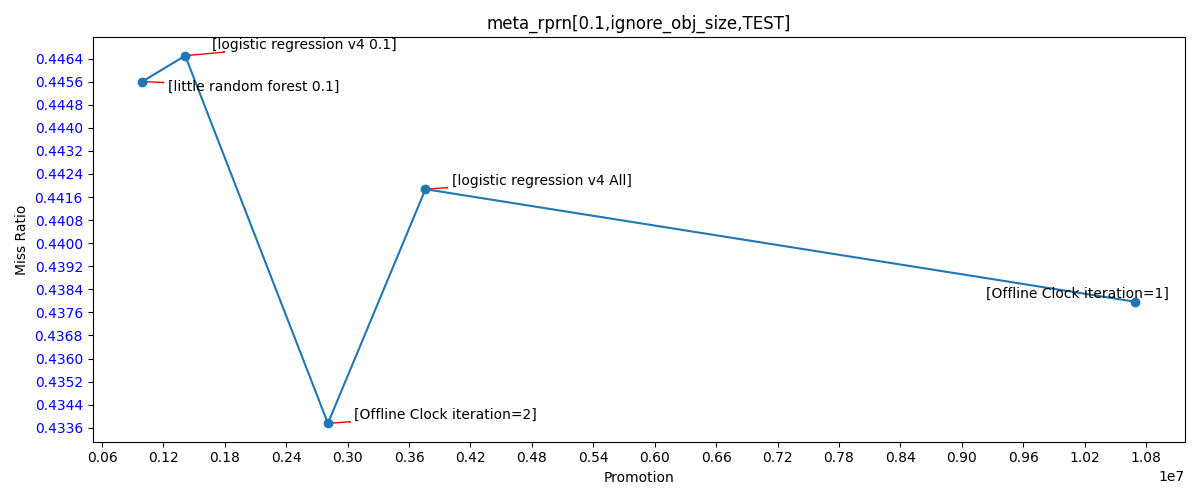 meta_rprn[0.1,ignore_obj_size,TEST]
[logistic regression v4 0.1]
[little random forest 0.1]
[logistic regression v4 All]
[Offline Clock iteration=1]
[Offline Clock iteration=2]
Miss Ratio
0.4464
0.4456
0.4448
0.4440
0.4432
0.4424
0.4416
0.4408
0.4400
0.4392
0.4384
0.4376
0.4368
0.4360
0.4352
0.4344
0.4336
0.06 0.12 0.18 0.24 0.30 0.36 0.42 0.48 0.54 0.60 0.66 0.72 0.78 0.84 0.90 0.96 1.02 1.08
Promotion
1e7